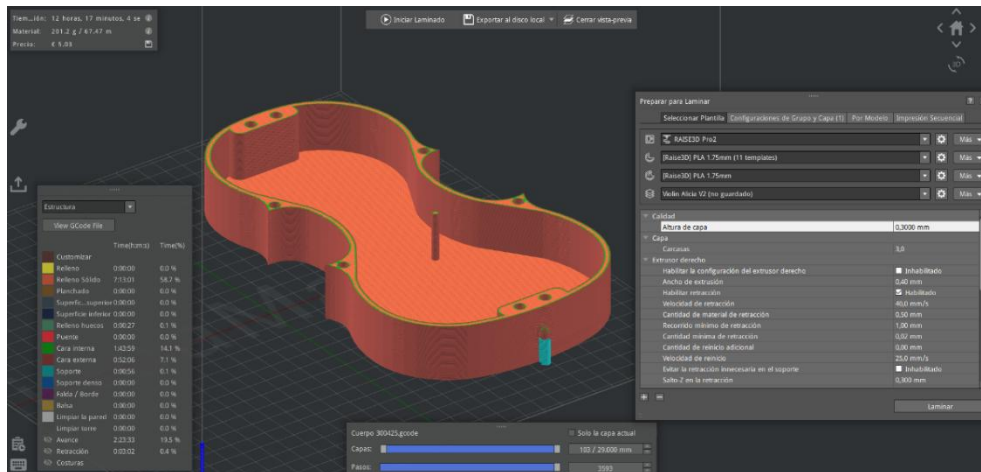 Tiem...ión: 12 horas, 17 minutos, 4 se
Material: 201.2 g / 67.47 m
Precio: € 5.03
Iniciar Laminado
Exportar al disco local
Cerrar vista-previa
3D
Preparar para Laminar
?
Seleccionar Plantilla
Configuraciones de Grupo y Capa (1)
Por Modelo
Impresión Secuencial
RAISE3D Pro2
Más
[Raise3D] PLA 1.75mm (11 templates)
Más
[Raise3D] PLA 1.75mm
Más
Violin Alicia V2 (no guardado)
Más
Calidad
Altura de capa 0,3000 mm
Capa
Carcasas 3,0
Extrusor derecho
Habilitar la configuración del extrusor derecho Inhabilitado
Ancho de extrusión 0,40 mm
Habilitar retracción Habilitado
Velocidad de retracción 40,0 mm/s
Cantidad de material de retracción 0,50 mm
Recorrido mínimo de retracción 1,00 mm
Cantidad mínima de retracción 0,02 mm
Cantidad de reinicio adicional 0,00 mm
Velocidad de reinicio 25,0 mm/s
Evitar la retracción innecesaria en el soporte Inhabilitado
Salto-Z en la retracción 0,300 mm
Laminar
Estructura
View GCode File
Time(h:m:s) Time(%)
Customizar
Relleno 0:00:00 0.0 %
Relleno Sólido 7:13:01 58.7 %
Planchado 0:00:00 0.0 %
Superfic...superior 0:00:00 0.0 %
Superficie inferior 0:00:00 0.0 %
Relleno huecos 0:00:27 0.1 %
Puente 0:00:00 0.0 %
Cara interna 1:43:59 14.1 %
Cara externa 0:52:06 7.1 %
Soporte 0:00:56 0.1 %
Soporte denso 0:00:00 0.0 %
Falda / Borde 0:00:00 0.0 %
Balsa 0:00:00 0.0 %
Limpiar la pared 0:00:00 0.0 %
Limpiar torre 0:00:00 0.0 %
Avance 2:23:33 19.5 %
Retracción 0:03:02 0.4 %
Costuras
Cuerpo 300425.gcode
Solo la capa actual
Capas: 103 / 29.000 mm
Pasos: 3593